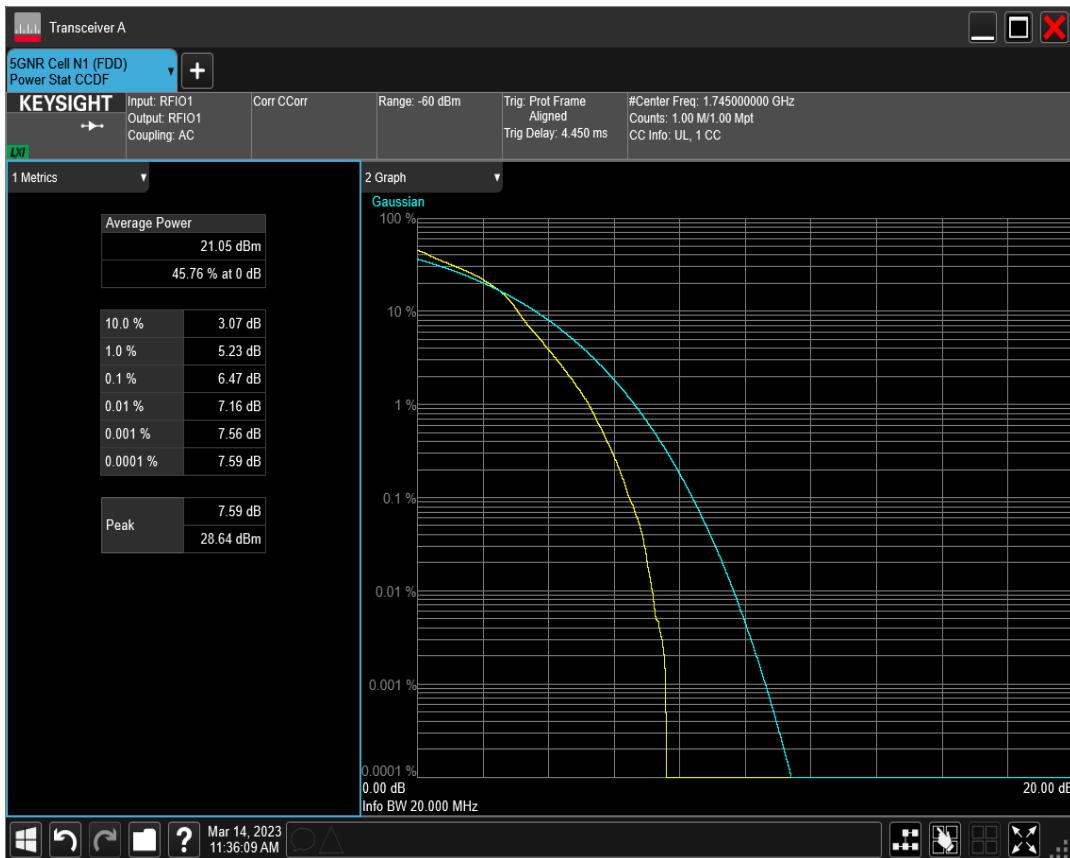 Transceiver A
5GNR Cell N1 (FDD)
Power Stat CCDF
KEYSIGHT
LXI
Input: RFIO1
Output: RFIO1
Coupling: AC
Corr CCorr
Range: -60 dBm
Trig: Prot Frame
Aligned
Trig Delay: 4.450 ms
#Center Freq: 1.745000000 GHz
Counts: 1.00 M/1.00 Mpt
CC Info: UL, 1 CC
1 Metrics
Average Power
21.05 dBm
45.76 % at 0 dB
10.0 % 3.07 dB
1.0 % 5.23 dB
0.1 % 6.47 dB
0.01 % 7.16 dB
0.001 % 7.56 dB
0.0001 % 7.59 dB
Peak
7.59 dB
28.64 dBm
2 Graph
Gaussian
100 %
10 %
1 %
0.1 %
0.01 %
0.001 %
0.0001 %
0.00 dB 20.00 dB
Info BW 20.000 MHz
?
Mar 14, 2023
11:36:09 AM